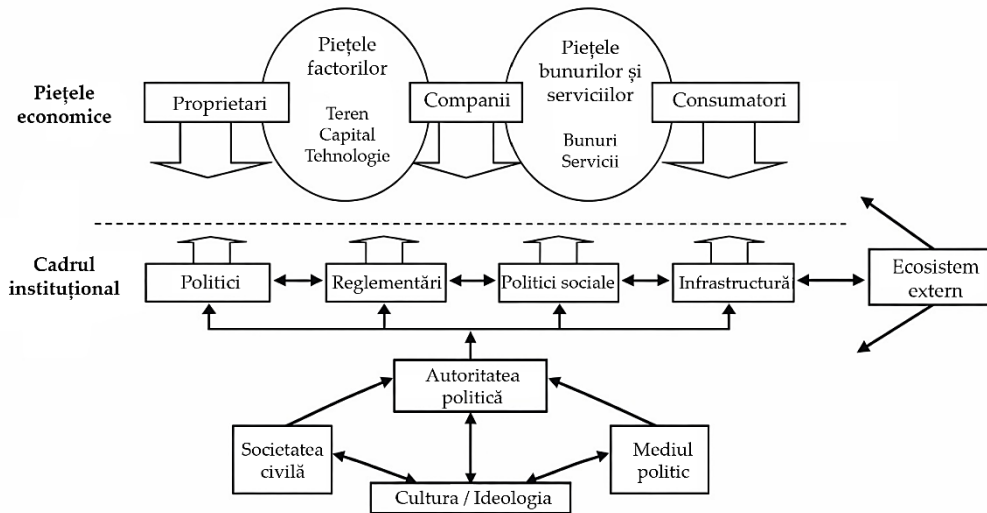 Piețele
economice
Proprietari
Piețele
factorilor
Teren
Capital
Tehnologie
Companii
Piețele
bunurilor și
serviciilor
Bunuri
Servicii
Consumatori
Cadrul
instituțional
Politici
Reglementări
Politici sociale
Infrastructură
Ecosistem
extern
Autoritatea
politică
Societatea
civilă
Mediul
politic
Cultura / Ideologia